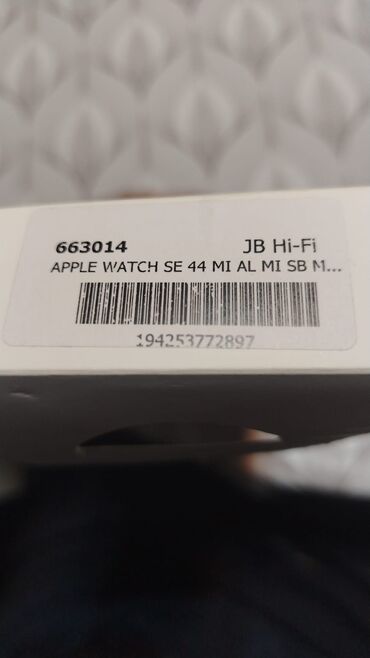 663014 JB Hi-Fi
APPLE WATCH SE 44 MI AL MI SB M...
194253772897